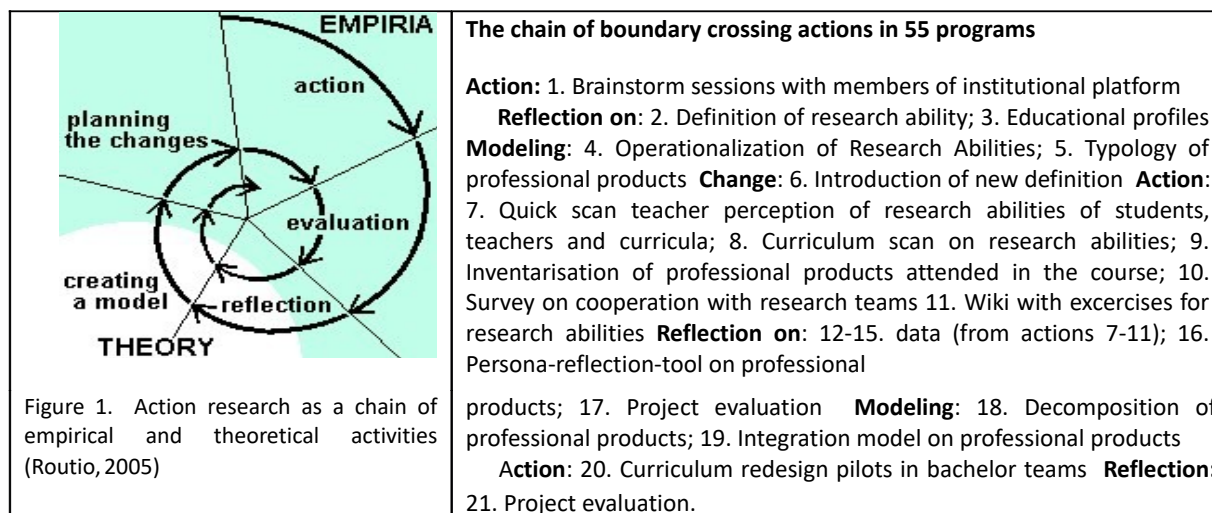 EMPIRIA
action
planning
the changes
evaluation
creating
a model
reflection
THEORY
Figure 1. Action research as a chain of
empirical and theoretical activities
(Routio, 2005)
The chain of boundary crossing actions in 55 programs
Action: 1. Brainstorm sessions with members of institutional platform
Reflection on: 2. Definition of research ability; 3. Educational profiles
Modeling: 4. Operationalization of Research Abilities; 5. Typology of
professional products Change: 6. Introduction of new definition Action:
7. Quick scan teacher perception of research abilities of students,
teachers and curricula; 8. Curriculum scan on research abilities; 9.
Inventarisation of professional products attended in the course; 10.
Survey on cooperation with research teams 11. Wiki with excercises for
research abilities Reflection on: 12-15. data (from actions 7-11); 16.
Persona-reflection-tool on professional
products; 17. Project evaluation Modeling: 18. Decomposition of
professional products; 19. Integration model on professional products
Action: 20. Curriculum redesign pilots in bachelor teams Reflection:
21. Project evaluation.